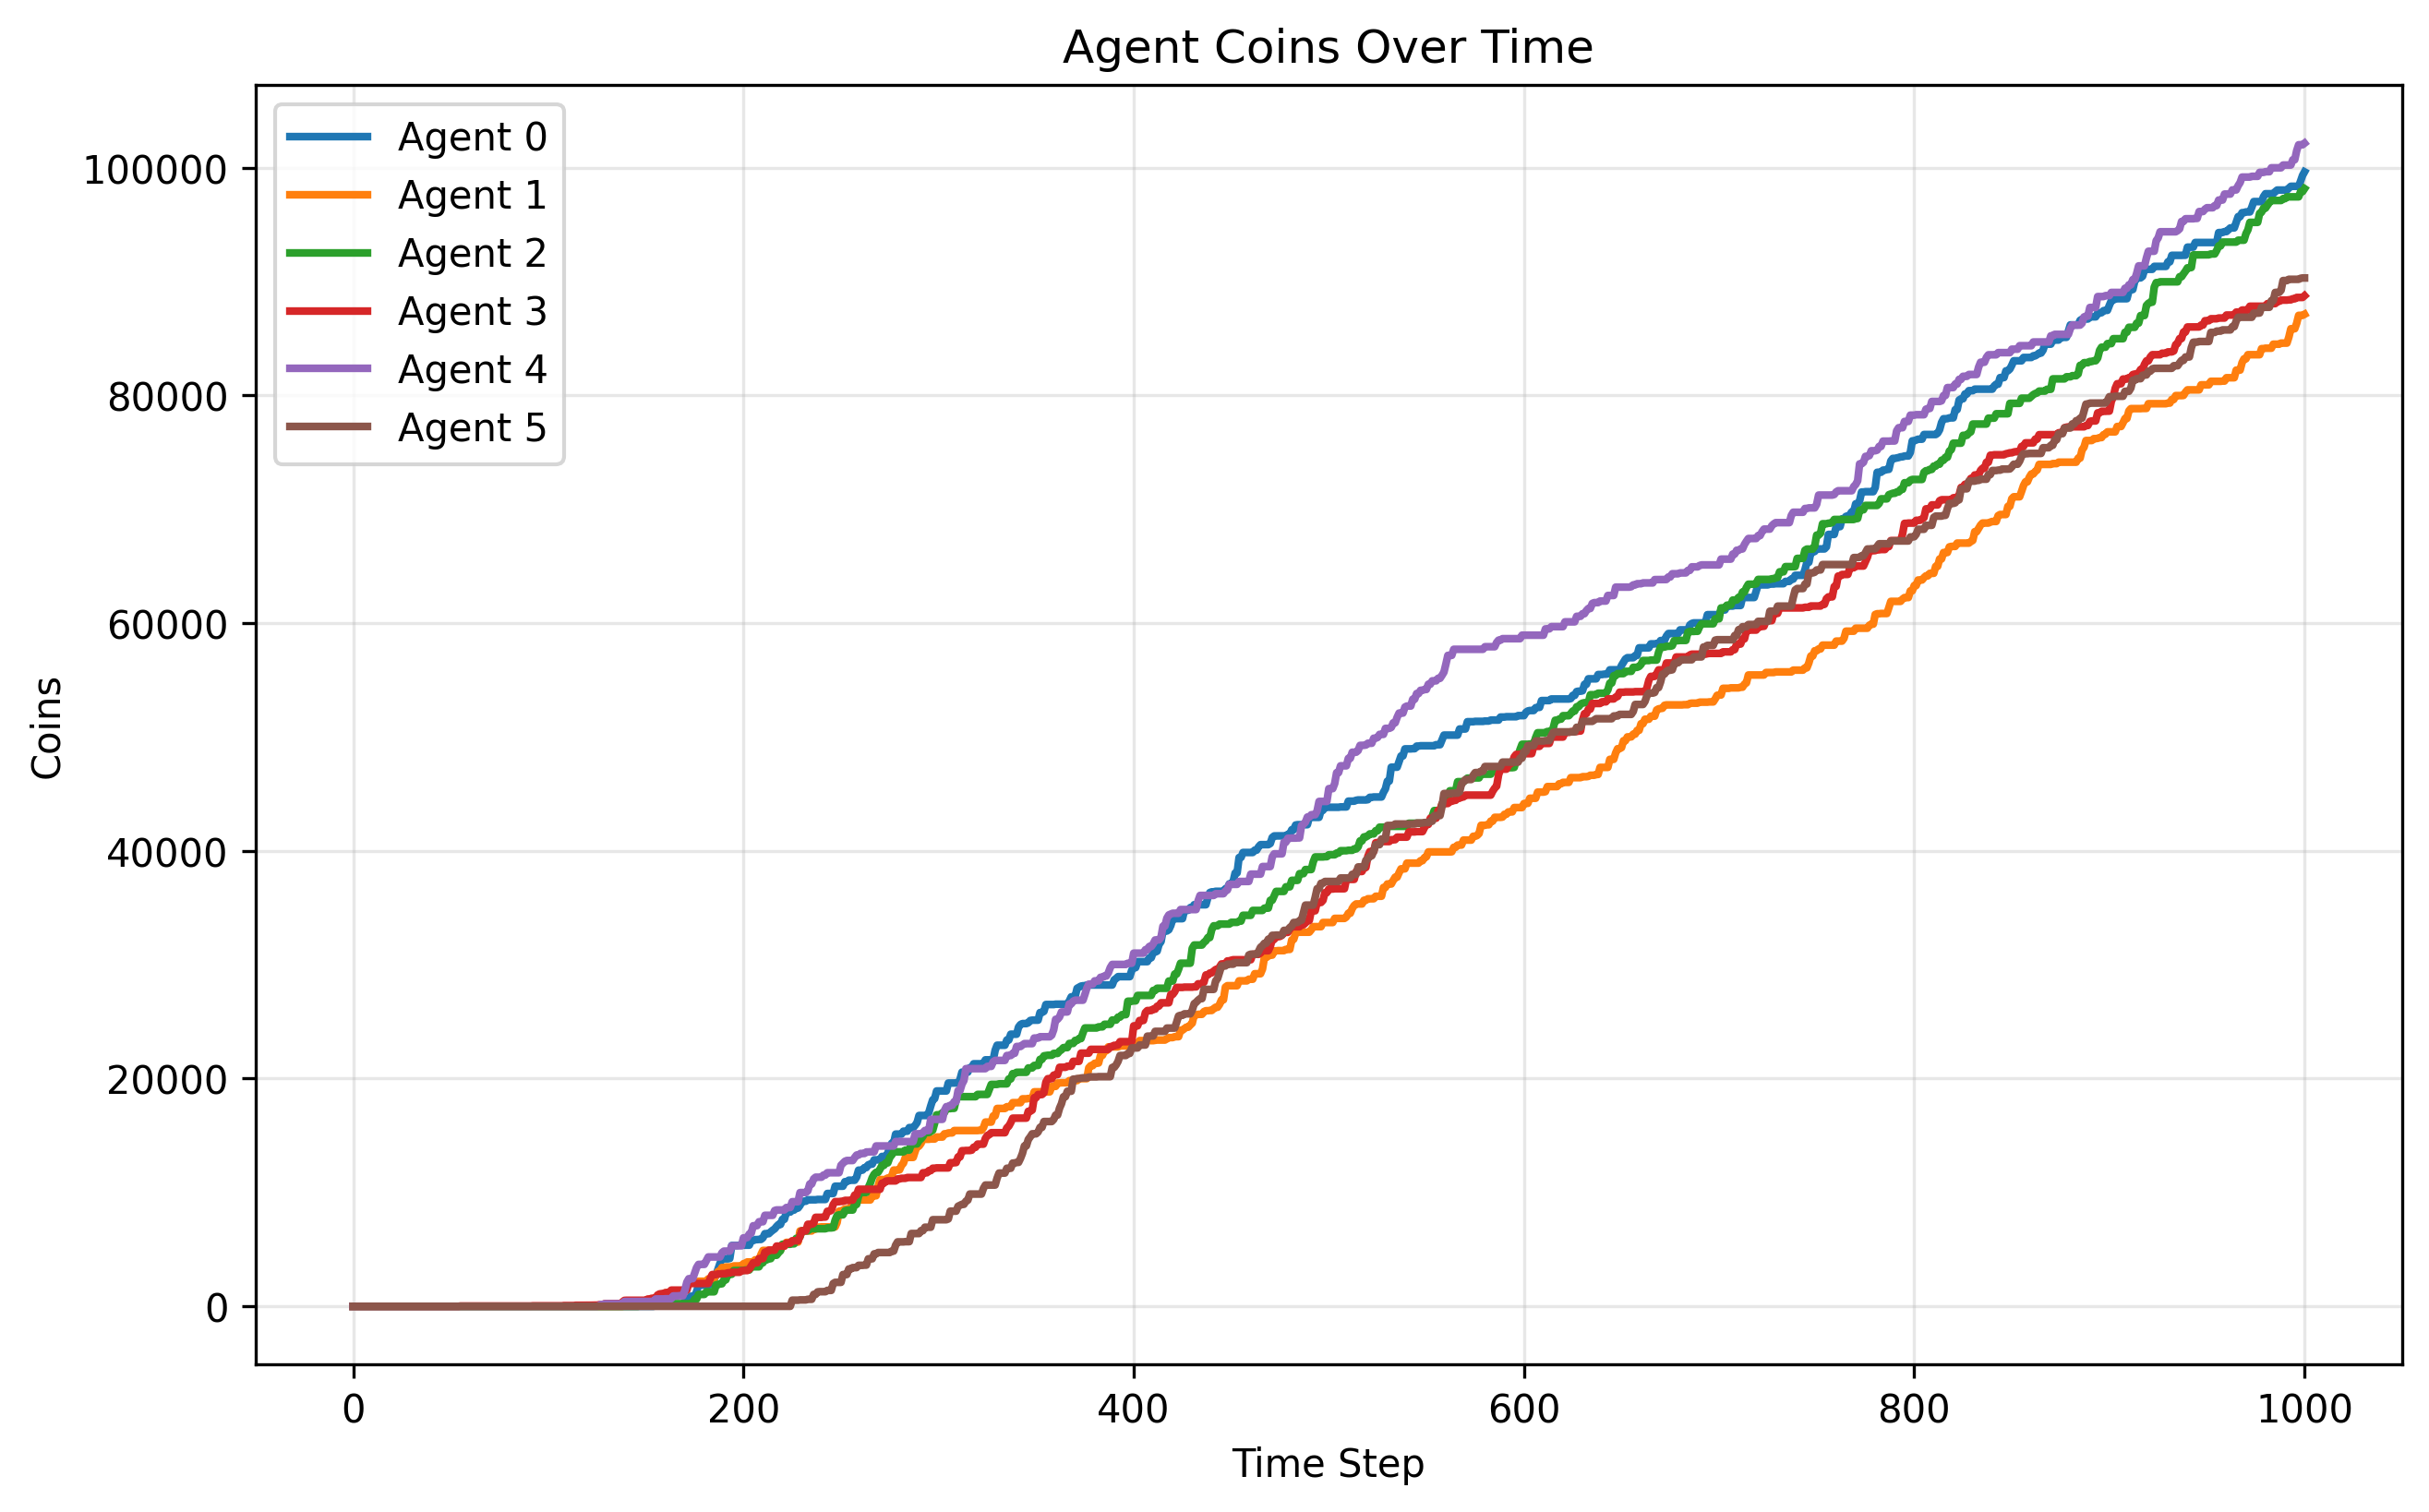 Agent Coins Over Time
Agent 0
Agent 1
Agent 2
Agent 3
Agent 4
Agent 5
100000
80000
60000
40000
20000
0
Coins
0 200 400 600 800 1000
Time Step